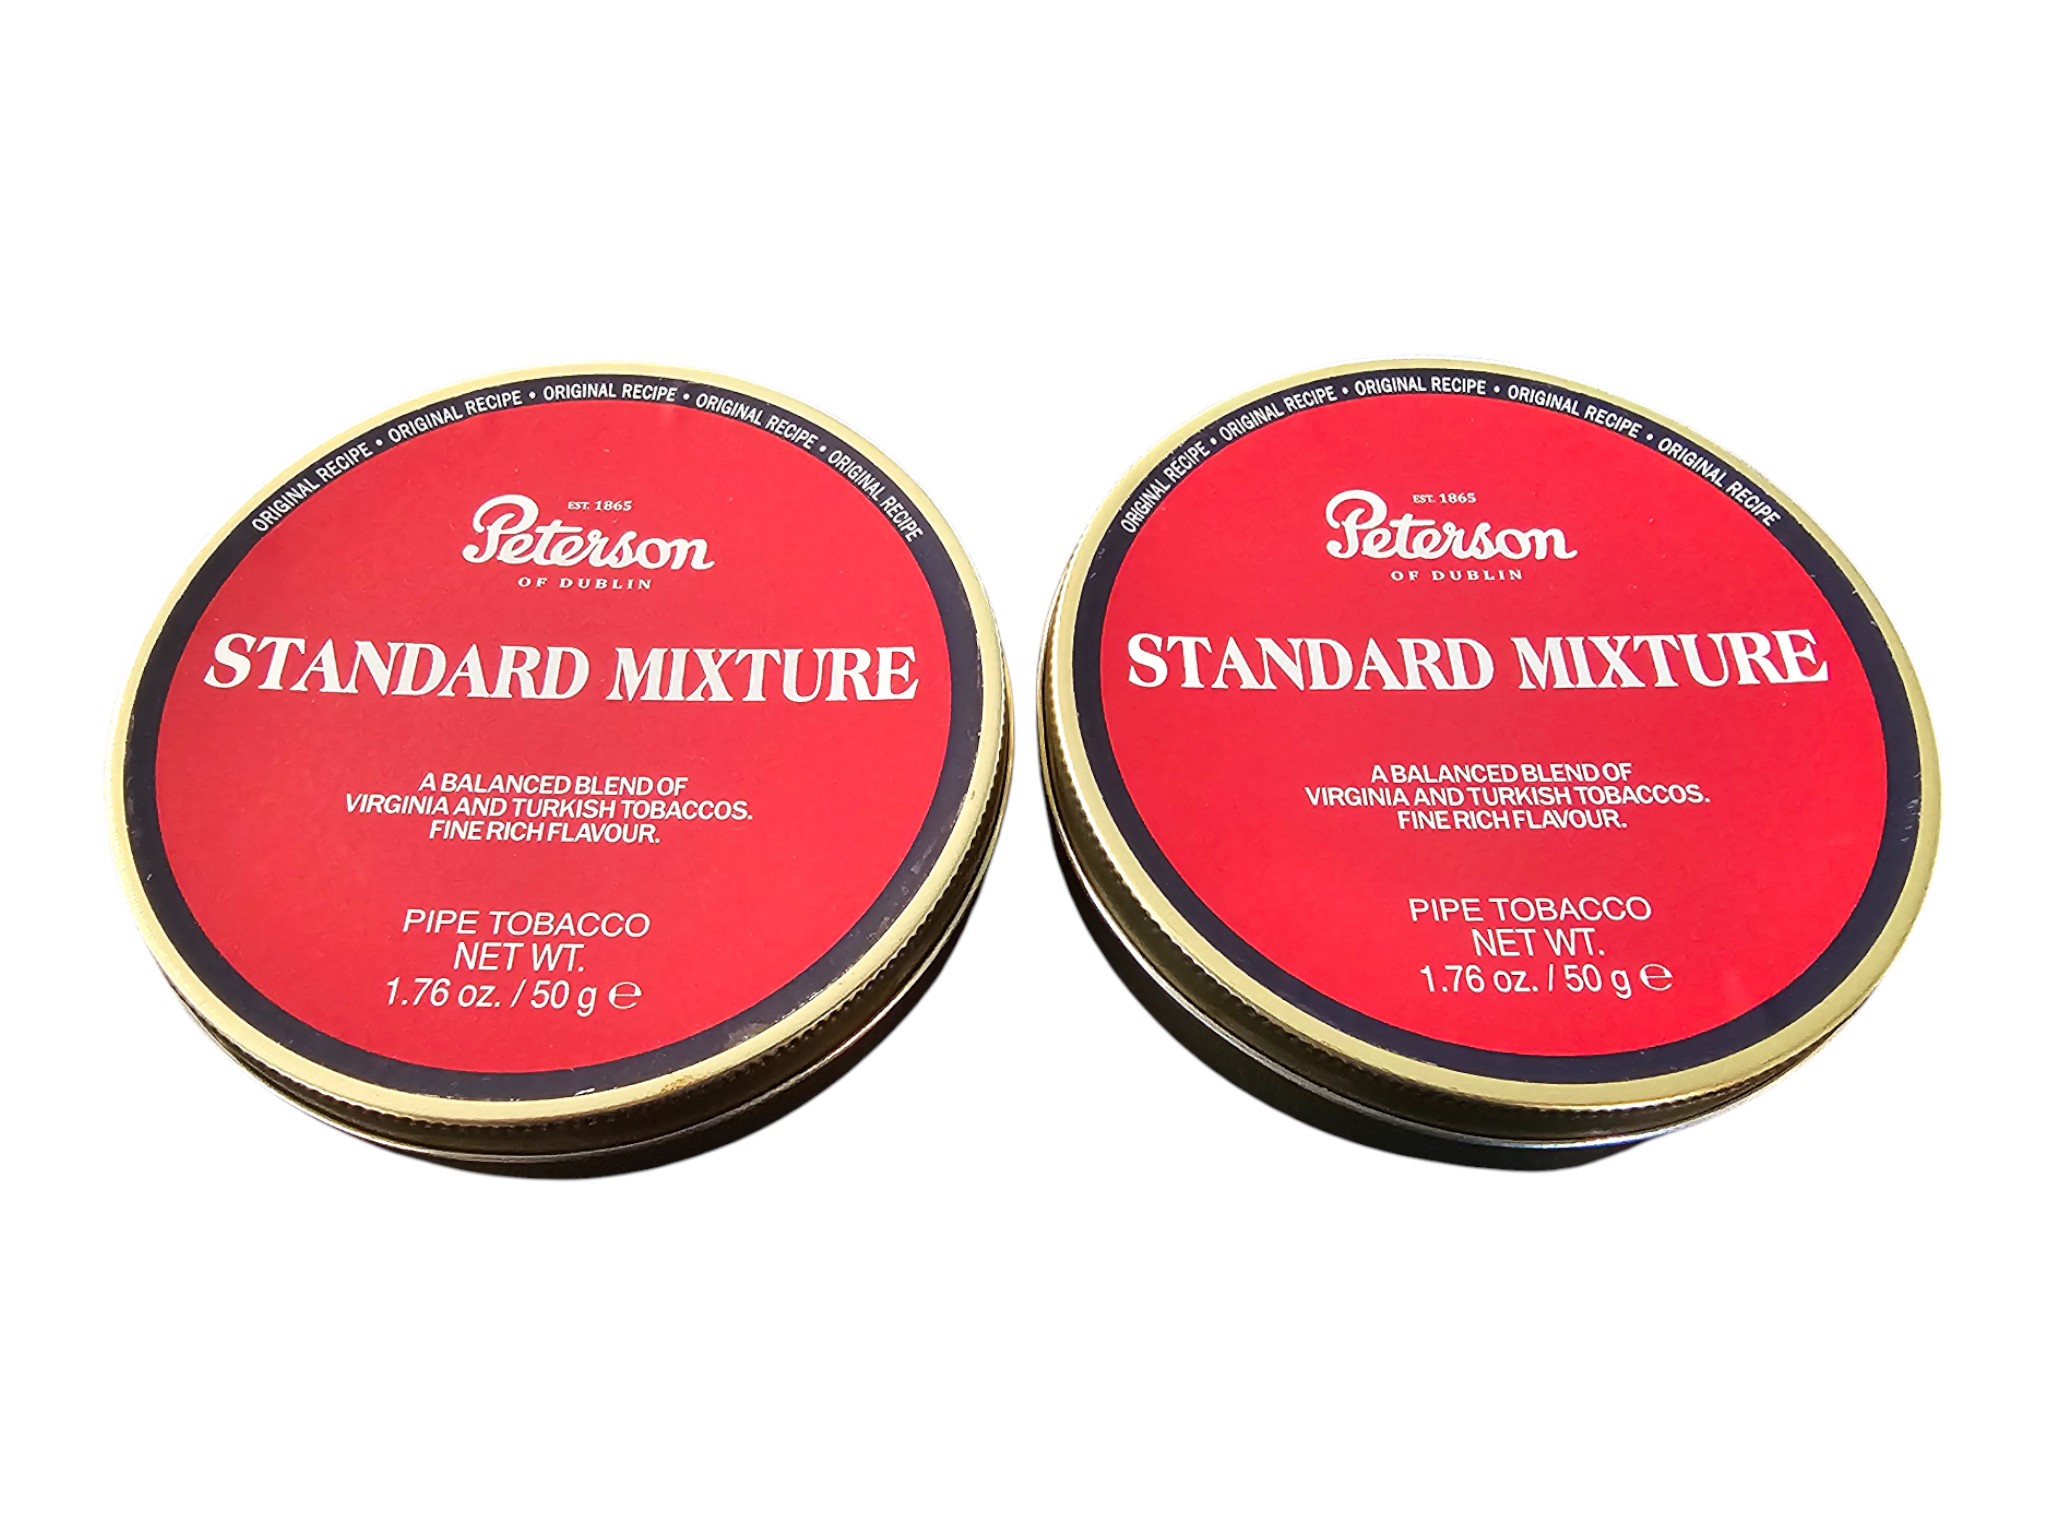 ORIGINAL RECIPE • ORIGINAL RECIPE • ORIGINAL RECIPE • ORIGINAL RECIPE • ORIGINAL RECIPE
EST. 1865
Peterson
OF DUBLIN
STANDARD MIXTURE
A BALANCED BLEND OF
VIRGINIA AND TURKISH TOBACCOS.
FINE RICH FLAVOUR.
PIPE TOBACCO
NET WT.
1.76 oz. / 50 g ℮
ORIGINAL RECIPE • ORIGINAL RECIPE • ORIGINAL RECIPE • ORIGINAL RECIPE • ORIGINAL RECIPE
EST. 1865
Peterson
OF DUBLIN
STANDARD MIXTURE
A BALANCED BLEND OF
VIRGINIA AND TURKISH TOBACCOS.
FINE RICH FLAVOUR.
PIPE TOBACCO
NET WT.
1.76 oz. / 50 g ℮